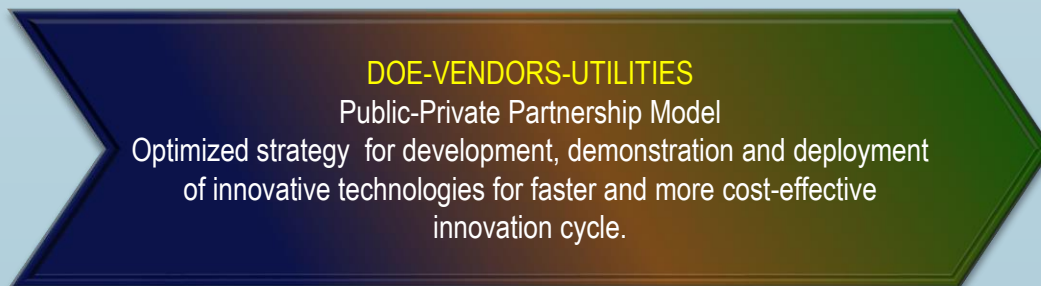 DOE-VENDORS-UTILITIES
Public-Private Partnership Model
Optimized strategy  for development, demonstration and deployment
of innovative technologies for faster and more cost-effective
innovation cycle.